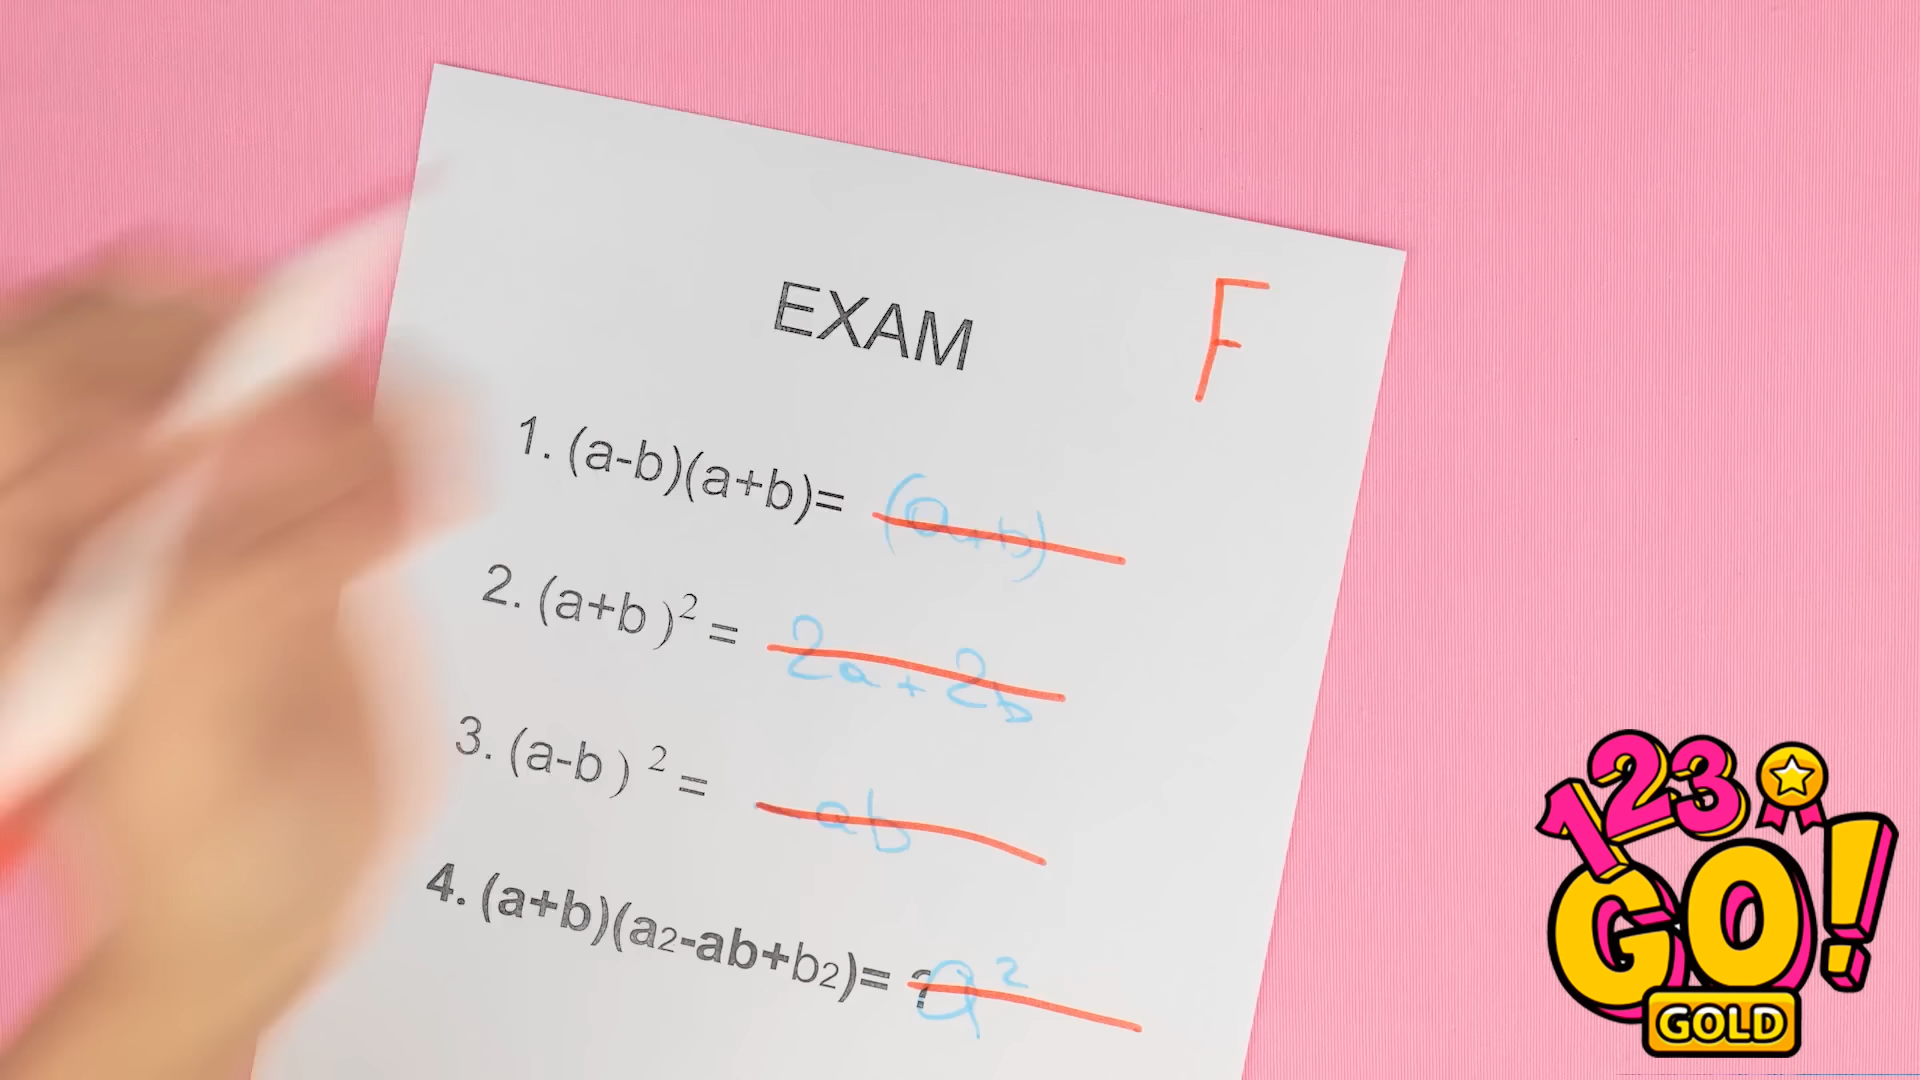 EXAM F
1. (a-b)(a+b)= (a+b)
2. (a+b)² = 2a+2b
3. (a-b)² = ab
4. (a+b)(a2-ab+b2)= ? a²
123
GO!
GOLD